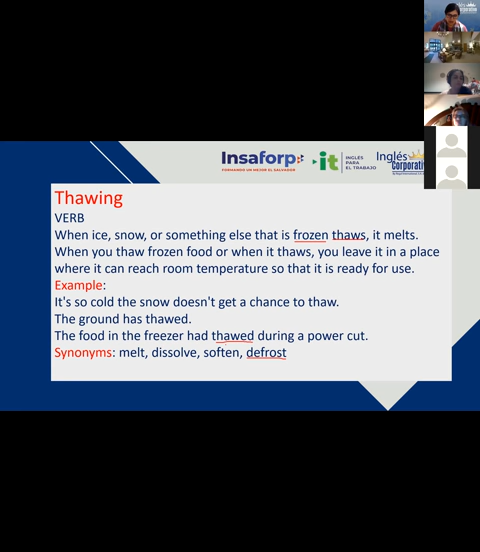 Insaforp
FORMANDO UN MEJOR EL SALVADOR
it
INGLÉS
PARA
EL TRABAJO
Inglés
Corporativ
Thawing
VERB
When ice, snow, or something else that is frozen thaws, it melts.
When you thaw frozen food or when it thaws, you leave it in a place
where it can reach room temperature so that it is ready for use.
Example:
It's so cold the snow doesn't get a chance to thaw.
The ground has thawed.
The food in the freezer had thawed during a power cut.
Synonyms: melt, dissolve, soften, defrost